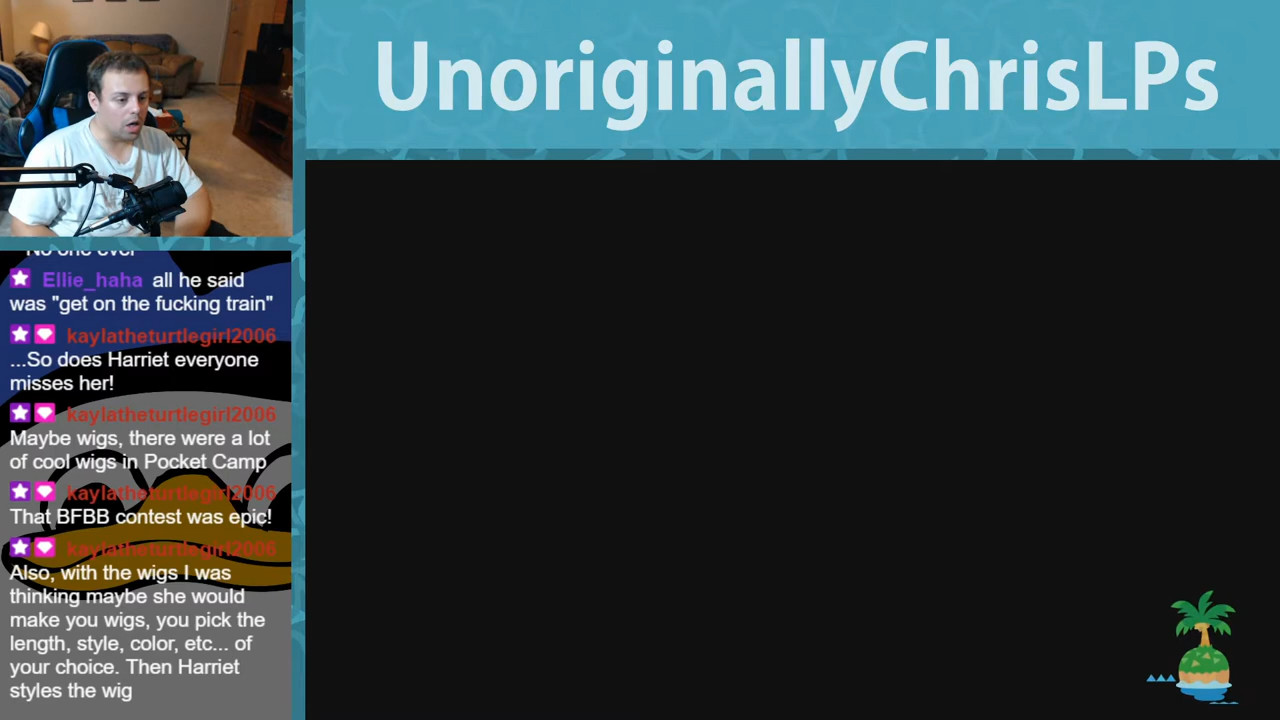 UnoriginallyChrisLPs
No one ever
Ellie_haha all he said
was "get on the fucking train"
kaylatheturtlegirl2006
...So does Harriet everyone
misses her!
kaylatheturtlegirl2006
Maybe wigs, there were a lot
of cool wigs in Pocket Camp
kaylatheturtlegirl2006
That BFBB contest was epic!
kaylatheturtlegirl2006
Also, with the wigs I was
thinking maybe she would
make you wigs, you pick the
length, style, color, etc... of
your choice. Then Harriet
styles the wig